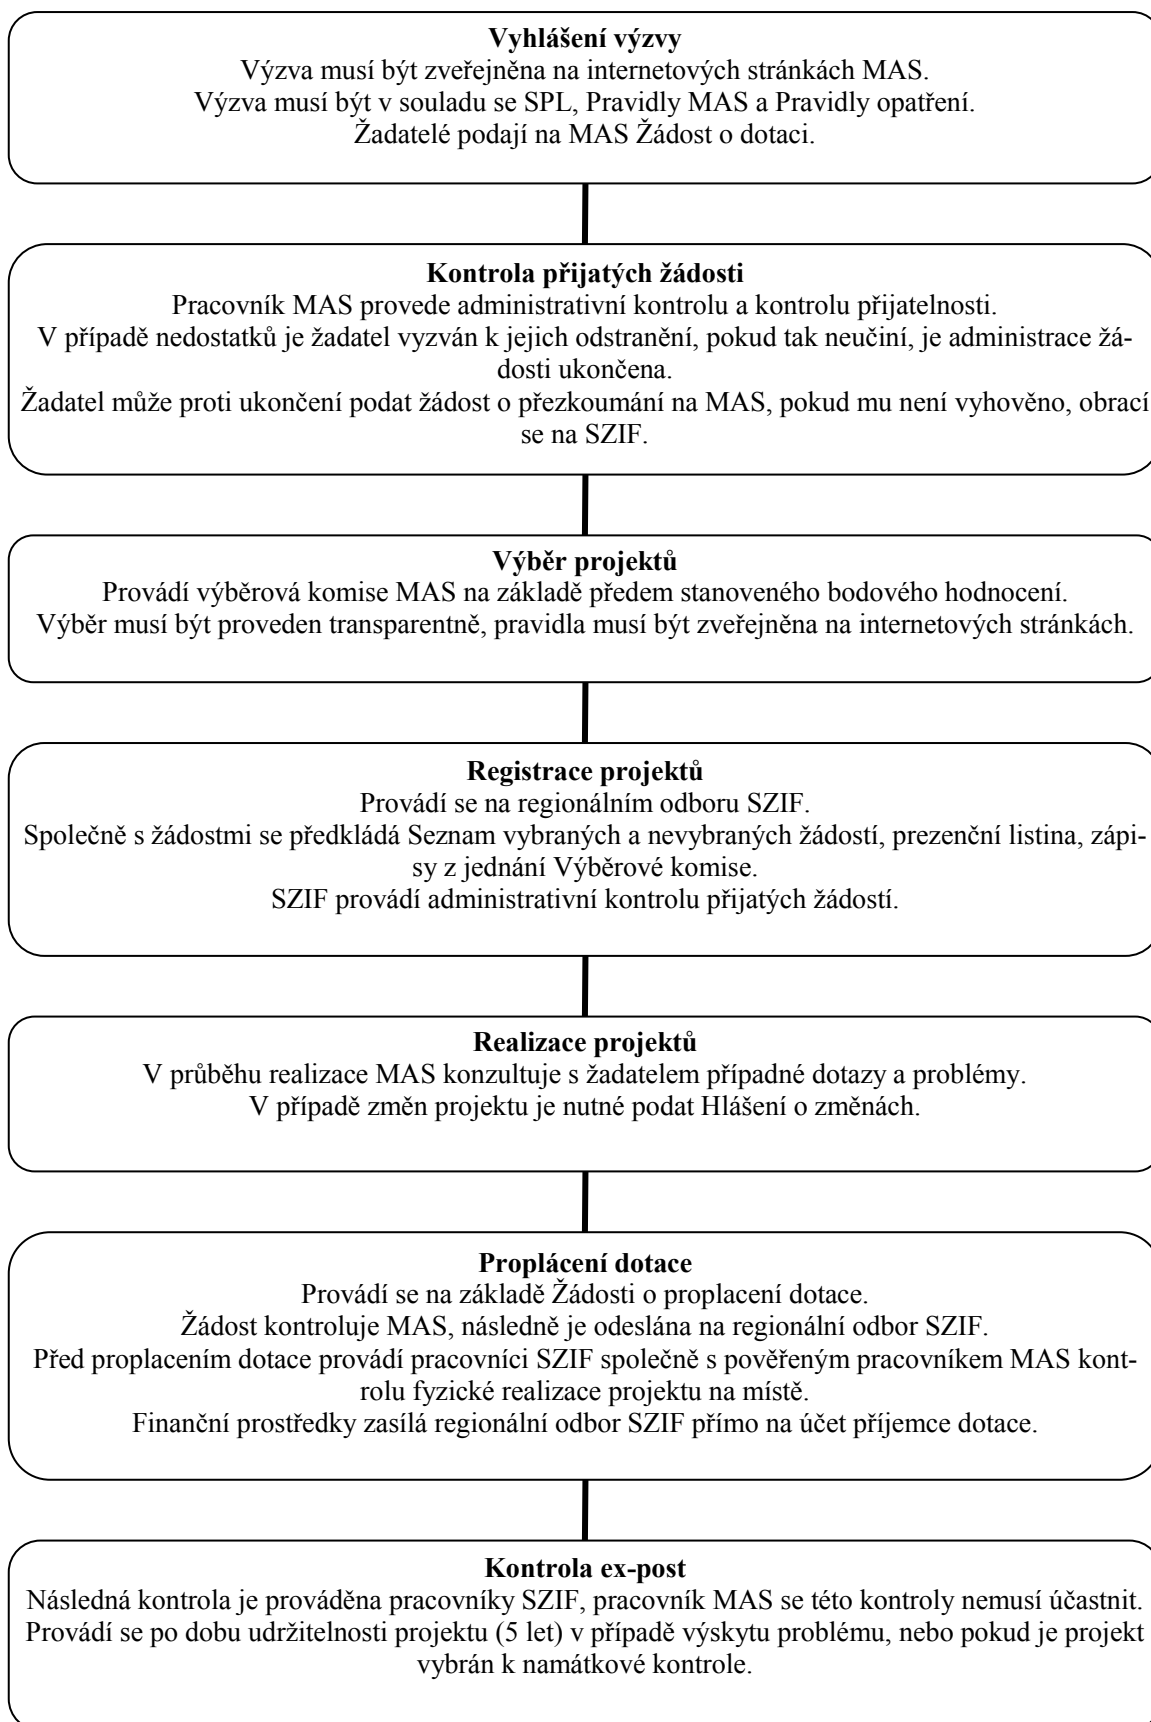 Vyhlášení výzvy
Výzva musí být zveřejněna na internetových stránkách MAS.
Výzva musí být v souladu se SPL, Pravidly MAS a Pravidly opatření.
Žadatelé podají na MAS Žádost o dotaci.
Kontrola přijatých žádosti
Pracovník MAS provede administrativní kontrolu a kontrolu přijatelnosti.
V případě nedostatků je žadatel vyzván k jejich odstranění, pokud tak neučiní, je administrace žá-
dosti ukončena.
Žadatel může proti ukončení podat žádost o přezkoumání na MAS, pokud mu není vyhověno, obrací
se na SZIF.
Výběr projektů
Provádí výběrová komise MAS na základě předem stanoveného bodového hodnocení.
Výběr musí být proveden transparentně, pravidla musí být zveřejněna na internetových stránkách.
Registrace projektů
Provádí se na regionálním odboru SZIF.
Společně s žádostmi se předkládá Seznam vybraných a nevybraných žádostí, prezenční listina, zápi-
sy z jednání Výběrové komise.
SZIF provádí administrativní kontrolu přijatých žádostí.
Realizace projektů
V průběhu realizace MAS konzultuje s žadatelem případné dotazy a problémy.
V případě změn projektu je nutné podat Hlášení o změnách.
Proplácení dotace
Provádí se na základě Žádosti o proplacení dotace.
Žádost kontroluje MAS, následně je odeslána na regionální odbor SZIF.
Před proplacením dotace provádí pracovníci SZIF společně s pověřeným pracovníkem MAS kont-
rolu fyzické realizace projektu na místě.
Finanční prostředky zasílá regionální odbor SZIF přímo na účet příjemce dotace.
Kontrola ex-post
Následná kontrola je prováděna pracovníky SZIF, pracovník MAS se této kontroly nemusí účastnit.
Provádí se po dobu udržitelnosti projektu (5 let) v případě výskytu problému, nebo pokud je projekt
vybrán k namátkové kontrole.